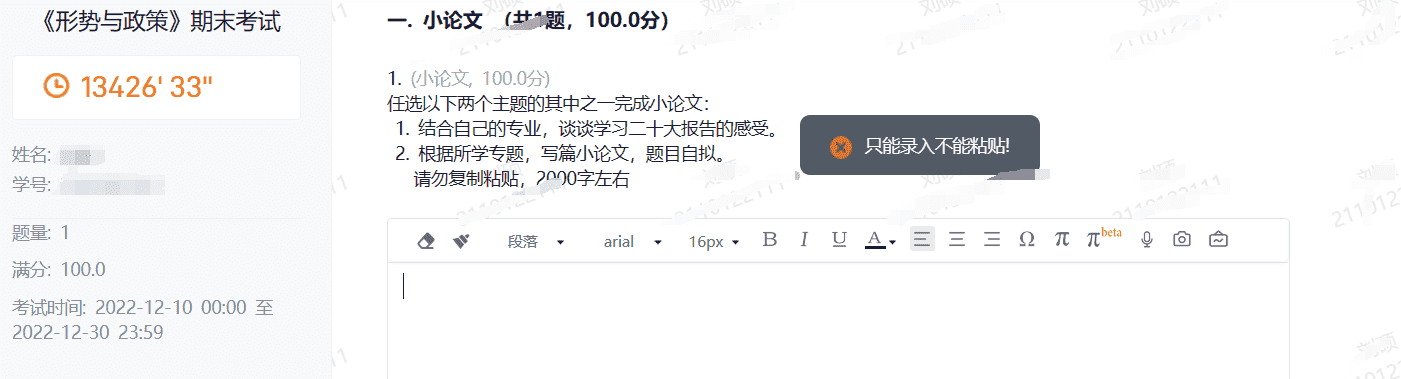 《形势与政策》期末考试
13426' 33"
姓名:
学号:
题量: 1
满分: 100.0
考试时间: 2022-12-10 00:00 至
2022-12-30 23:59
一. 小论文 (共1题, 100.0分)
1. (小论文, 100.0分)
任选以下两个主题的其中之一完成小论文:
1. 结合自己的专业, 谈谈学习二十大报告的感受。
2. 根据所学专题, 写篇小论文, 题目自拟。
请勿复制粘贴, 2000字左右
只能录入不能粘贴!
段落 arial 16px B I U A Ω π π beta